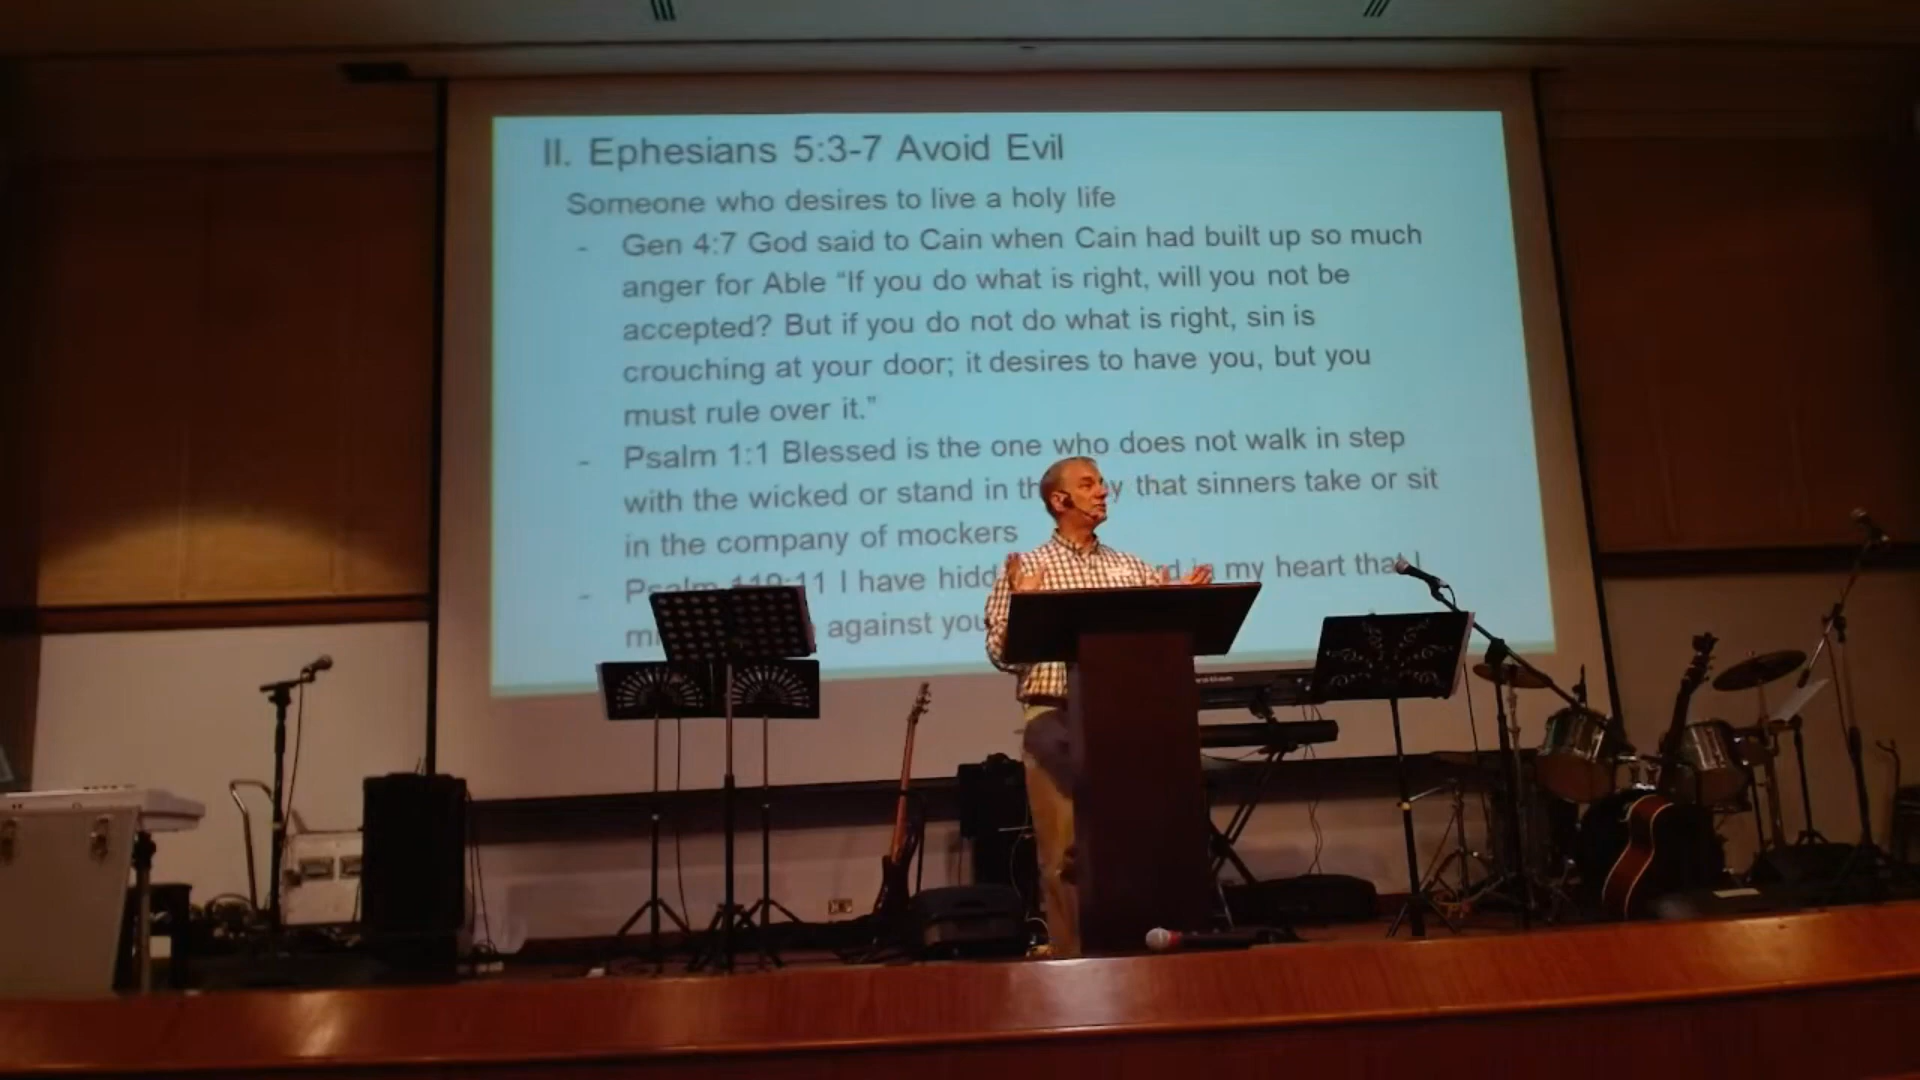 II. Ephesians 5:3-7 Avoid Evil
Someone who desires to live a holy life
- Gen 4:7 God said to Cain when Cain had built up so much
anger for Able “If you do what is right, will you not be
accepted? But if you do not do what is right, sin is
crouching at your door; it desires to have you, but you
must rule over it.”
- Psalm 1:1 Blessed is the one who does not walk in step
with the wicked or stand in that sinners take or sit
in the company of mockers
- Psalm 119:11 I have my heart that I
against